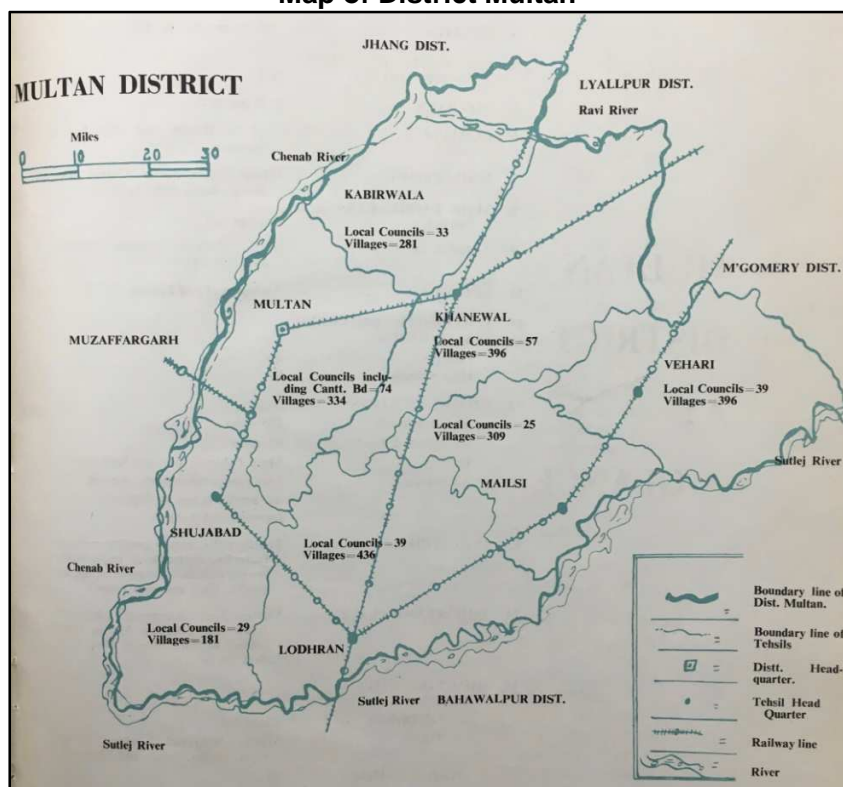 Map of District Multan
JHANG DIST.
MULTAN DISTRICT
LYALLPUR DIST.
Ravi River
Miles
0 10 20 30
Chenab River
KABIRWALA
Local Councils=33
Villages=281
M'GOMERY DIST.
MULTAN
KHANEWAL
MUZAFFARGARH
Local Councils=57
Villages=396
VEHARI
Local Councils inclu-
ding Cantt. Bd=74
Villages=334
Local Councils=39
Villages=396
Local Councils=25
Villages=309
Sutlej River
MAILSI
SHUJABAD
Local Councils=39
Villages=436
Chenab River
Local Councils=29
Villages=181
LODHRAN
Sutlej River
BAHAWALPUR DIST.
Sutlej River
Boundary line of
Dist. Multan.
Boundary line of
Tehsils
Distt. Head-
quarter.
Tehsil Head
Quarter
Railway line
River